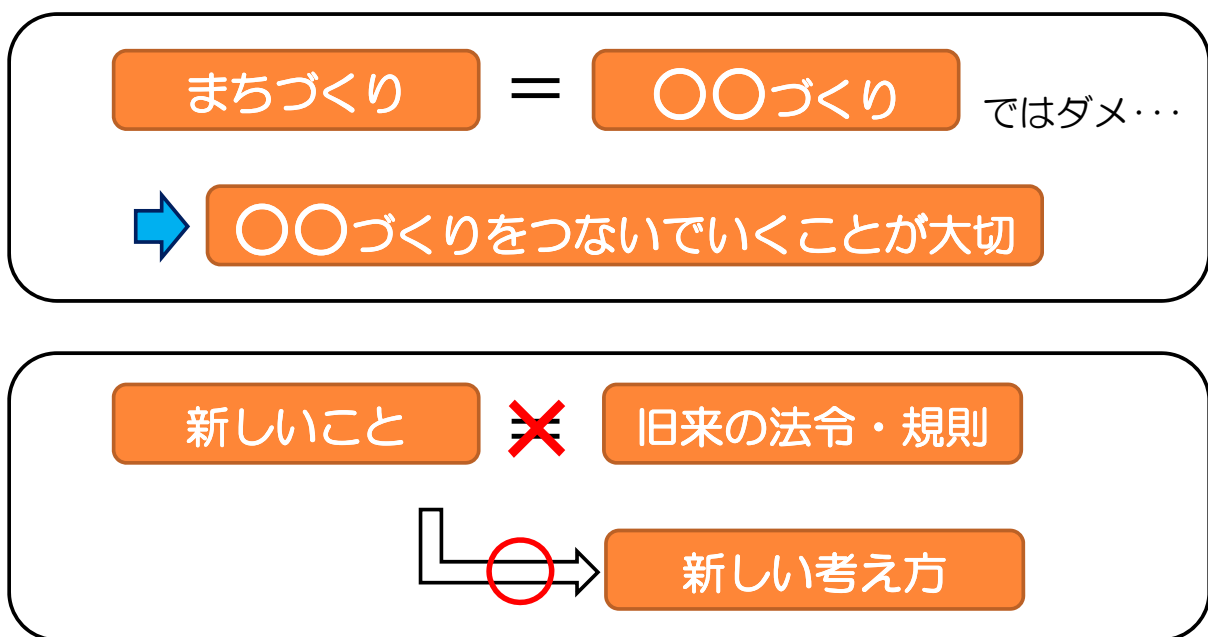 まちづくり ＝ 〇〇づくり ではダメ･･･
〇〇づくりをつないでいくことが大切
新しいこと ＝ 旧来の法令・規則
新しい考え方